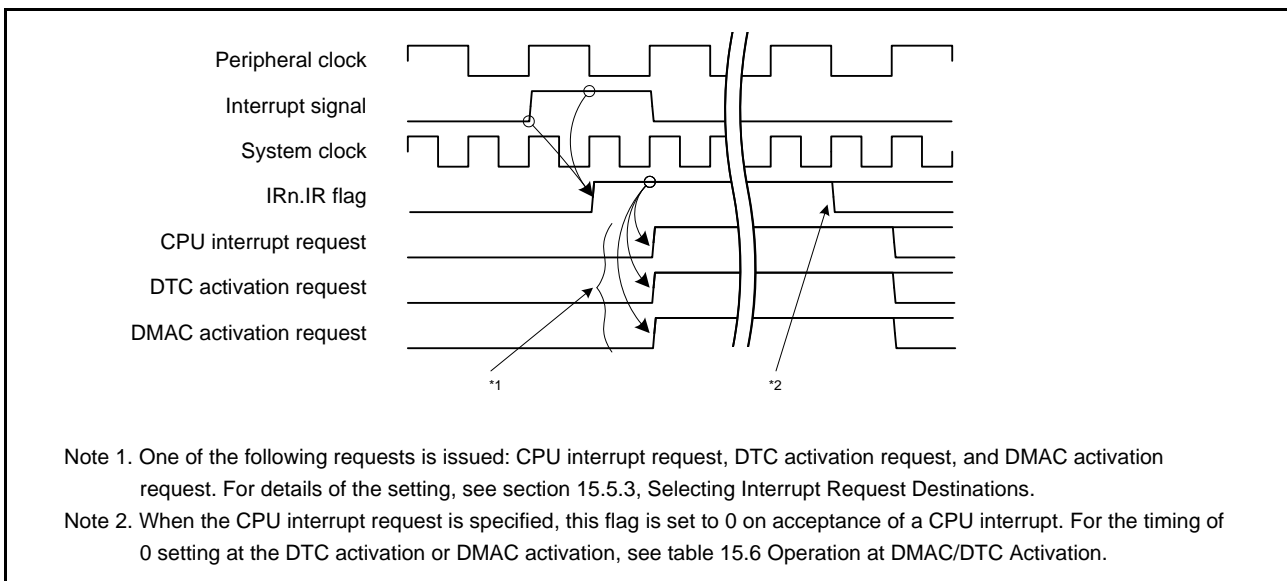 Peripheral clock
Interrupt signal
System clock
IRn.IR flag
CPU interrupt request
DTC activation request
DMAC activation request
*1
*2
Note 1. One of the following requests is issued: CPU interrupt request, DTC activation request, and DMAC activation
request. For details of the setting, see section 15.5.3, Selecting Interrupt Request Destinations.
Note 2. When the CPU interrupt request is specified, this flag is set to 0 on acceptance of a CPU interrupt. For the timing of
0 setting at the DTC activation or DMAC activation, see table 15.6 Operation at DMAC/DTC Activation.